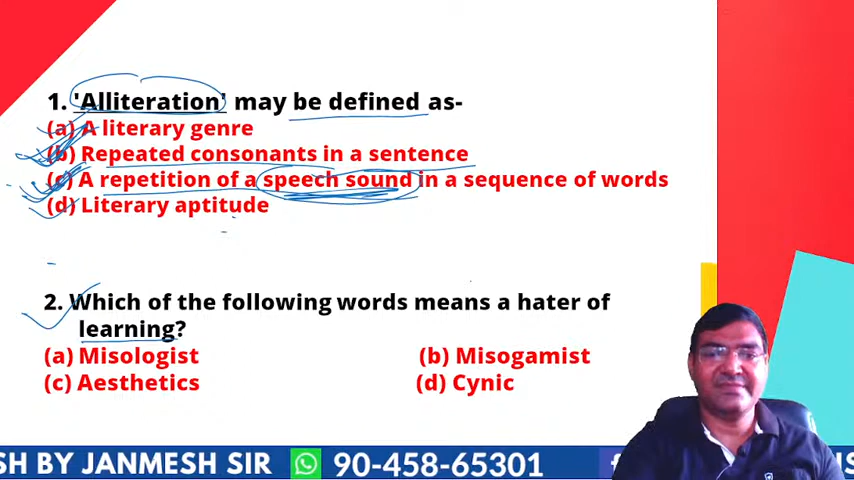 1. 'Alliteration' may be defined as-
(a) A literary genre
(b) Repeated consonants in a sentence
(c) A repetition of a speech sound in a sequence of words
(d) Literary aptitude
2. Which of the following words means a hater of
learning?
(a) Misologist (b) Misogamist
(c) Aesthetics (d) Cynic
SH BY JANMESH SIR 90-458-65301